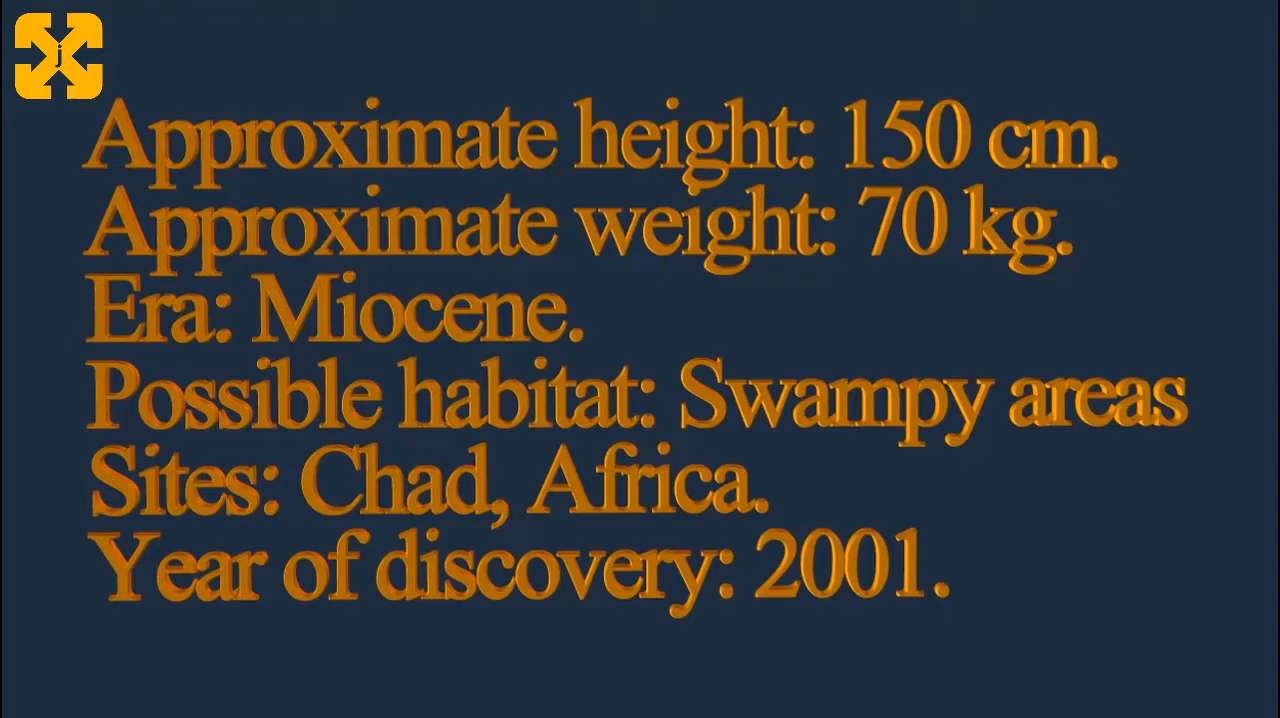 j
Approximate height: 150 cm.
Approximate weight: 70 kg.
Era: Miocene.
Possible habitat: Swampy areas
Sites: Chad, Africa.
Year of discovery: 2001.